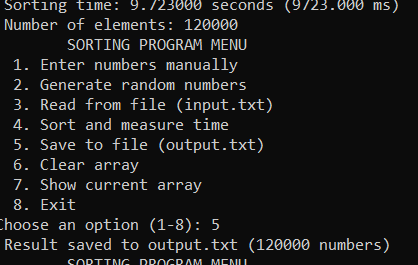 Sorting time: 9.723000 seconds (9723.000 ms)
Number of elements: 120000
SORTING PROGRAM MENU
1. Enter numbers manually
2. Generate random numbers
3. Read from file (input.txt)
4. Sort and measure time
5. Save to file (output.txt)
6. Clear array
7. Show current array
8. Exit
Choose an option (1-8): 5
Result saved to output.txt (120000 numbers)
SORTING PROGRAM MENU